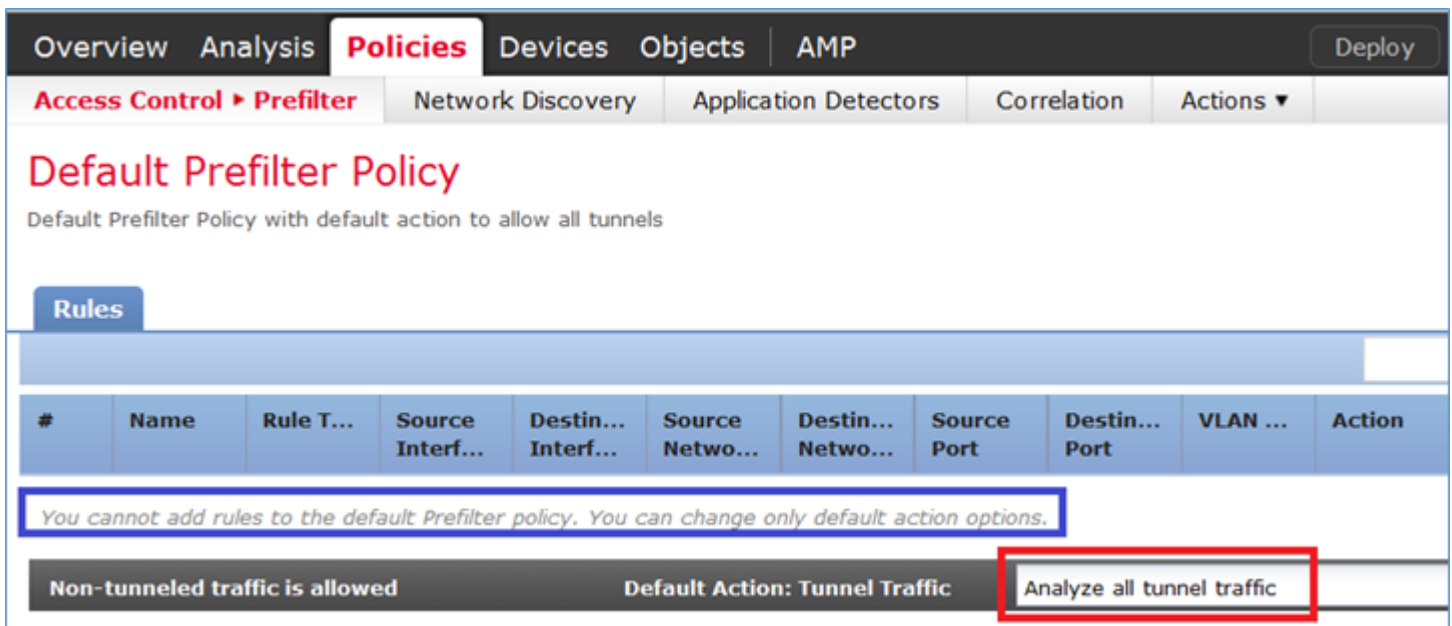 Overview Analysis Policies Devices Objects AMP Deploy
Access Control ▸ Prefilter Network Discovery Application Detectors Correlation Actions ▼
Default Prefilter Policy
Default Prefilter Policy with default action to allow all tunnels
Rules
# Name Rule T... Source Interf... Destin... Interf... Source Netwo... Destin... Netwo... Source Port Destin... Port VLAN ... Action
You cannot add rules to the default Prefilter policy. You can change only default action options.
Non-tunneled traffic is allowed Default Action: Tunnel Traffic Analyze all tunnel traffic